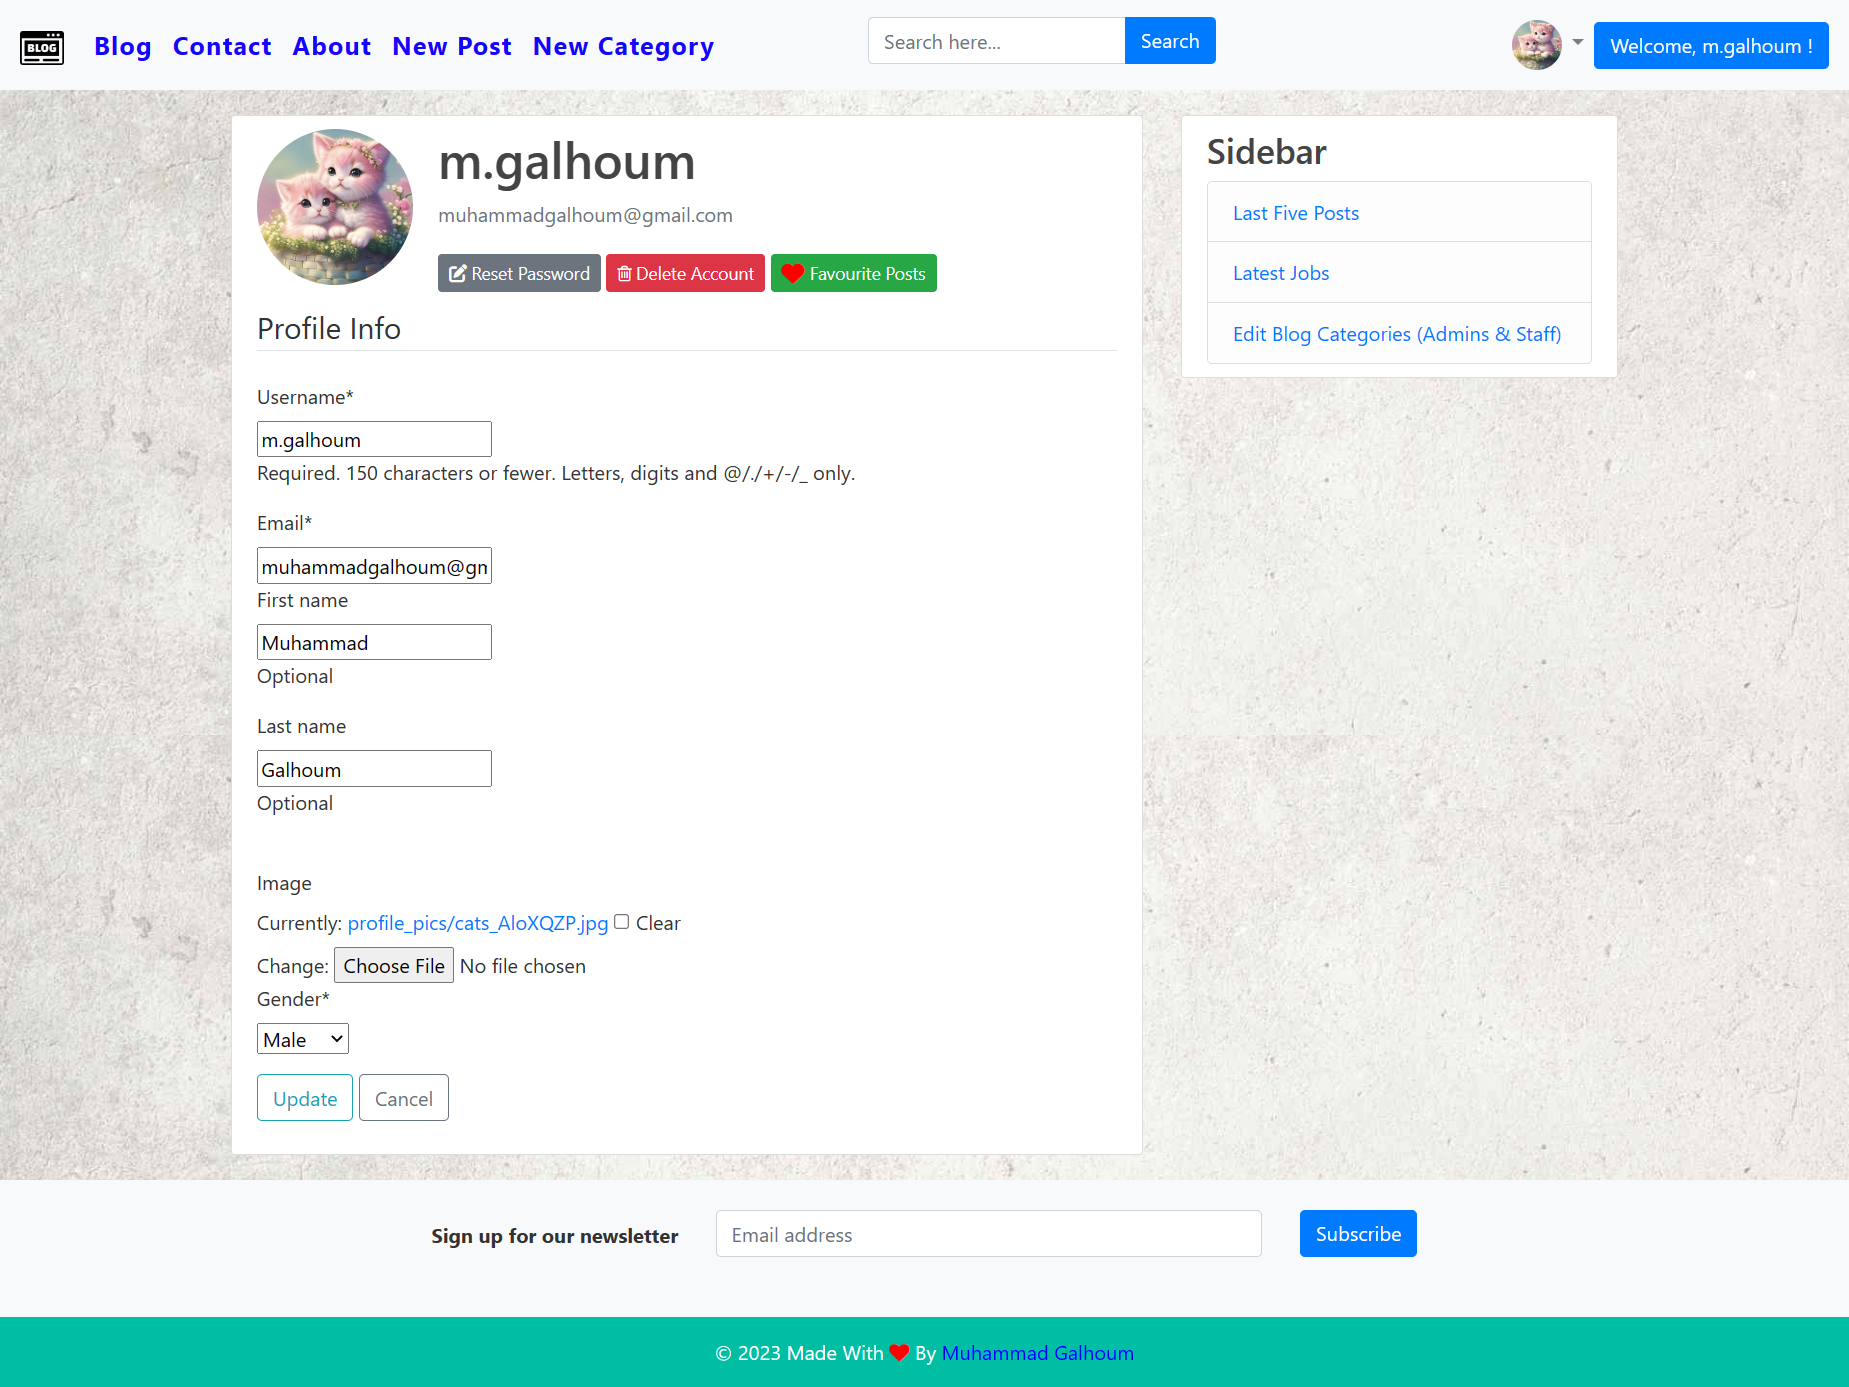 BLOG Blog Contact About New Post New Category Search here... Search Welcome, m.galhoum !
m.galhoum
muhammadgalhoum@gmail.com
Reset Password Delete Account Favourite Posts
Profile Info
Username*
m.galhoum
Required. 150 characters or fewer. Letters, digits and @/./+/-/_ only.
Email*
muhammadgalhoum@gm
First name
Muhammad
Optional
Last name
Galhoum
Optional
Image
Currently: profile_pics/cats_AloXQZP.jpg Clear
Change: Choose File No file chosen
Gender*
Male
Update Cancel
Sidebar
Last Five Posts
Latest Jobs
Edit Blog Categories (Admins & Staff)
Sign up for our newsletter Email address Subscribe
© 2023 Made With ❤ By Muhammad Galhoum